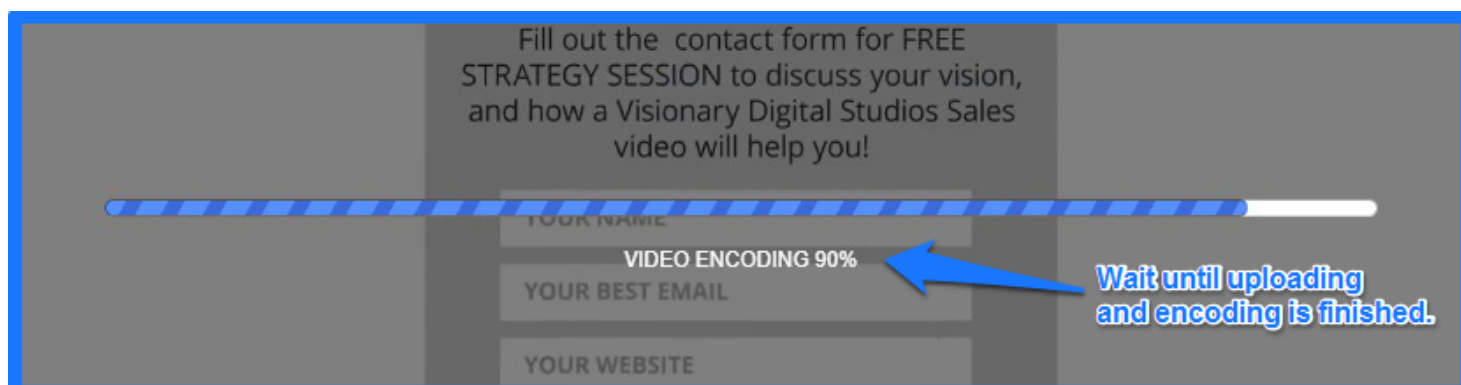 Fill out the  contact form for FREE
STRATEGY SESSION to discuss your vision,
and how a Visionary Digital Studios Sales
video will help you!
YOUR NAME
VIDEO ENCODING 90%
YOUR BEST EMAIL
Wait until uploading
and encoding is finished.
YOUR WEBSITE